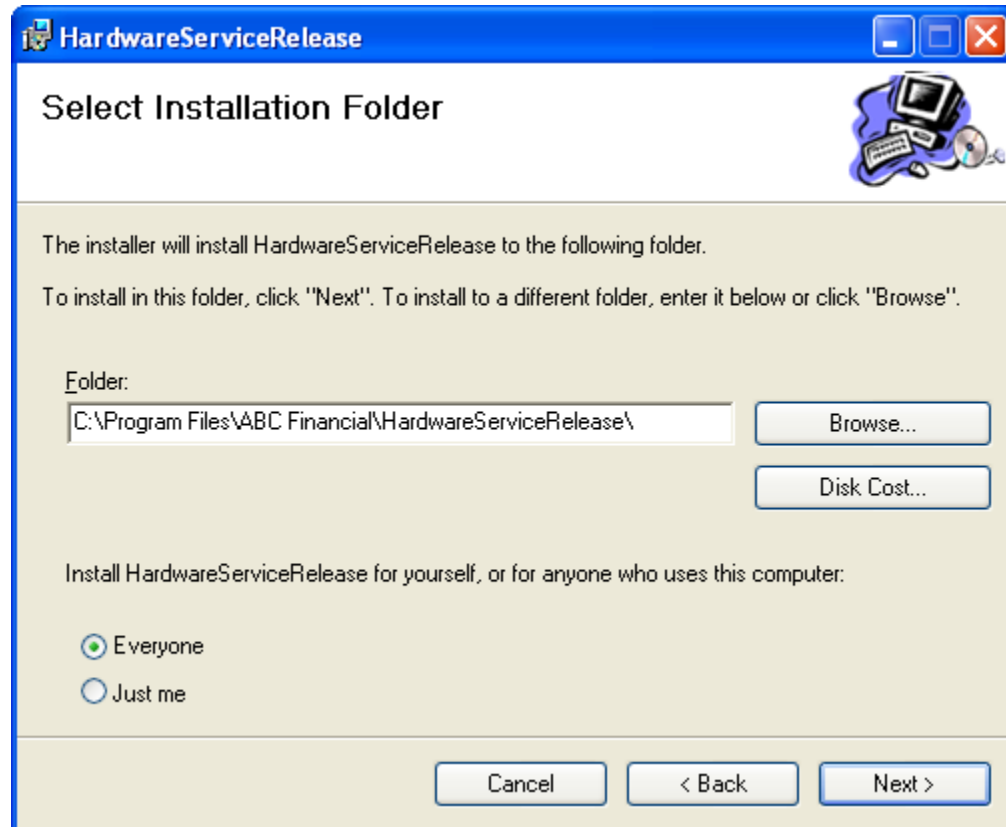 HardwareServiceRelease
Select Installation Folder
The installer will install HardwareServiceRelease to the following folder.
To install in this folder, click "Next". To install to a different folder, enter it below or click "Browse".
Folder:
C:\Program Files\ABC Financial\HardwareServiceRelease\
Browse...
Disk Cost...
Install HardwareServiceRelease for yourself, or for anyone who uses this computer:
Everyone
Just me
Cancel
< Back
Next >